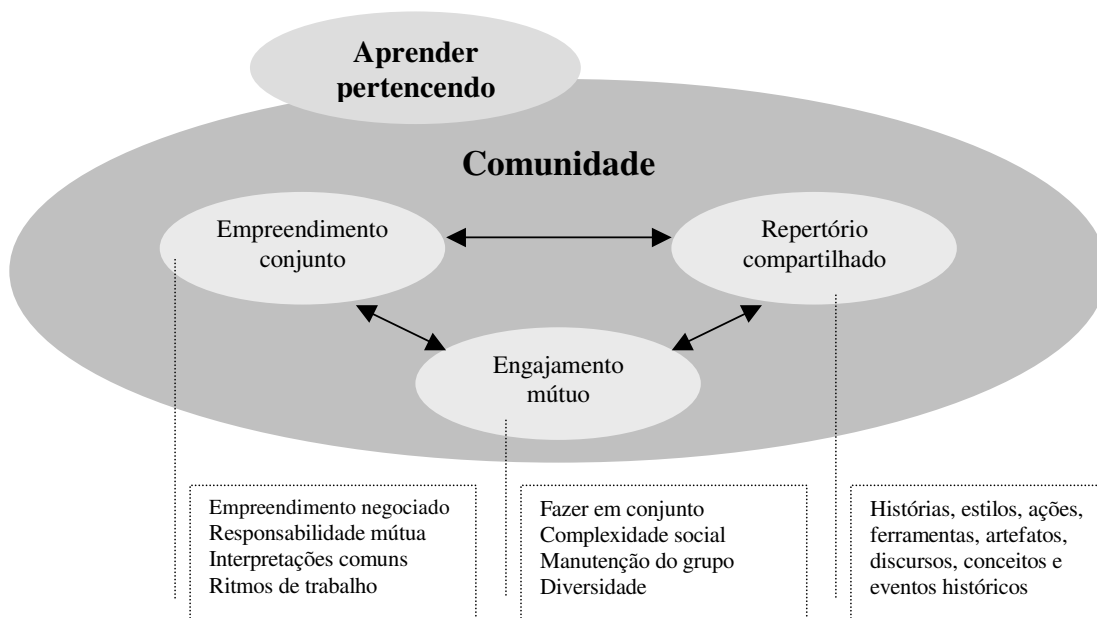 Aprender
pertencendo
Comunidade
Empreendimento
conjunto
Repertório
compartilhado
Engajamento
mútuo
Empreendimento negociado
Responsabilidade mútua
Interpretações comuns
Ritmos de trabalho
Fazer em conjunto
Complexidade social
Manutenção do grupo
Diversidade
Histórias, estilos, ações,
ferramentas, artefatos,
discursos, conceitos e
eventos históricos